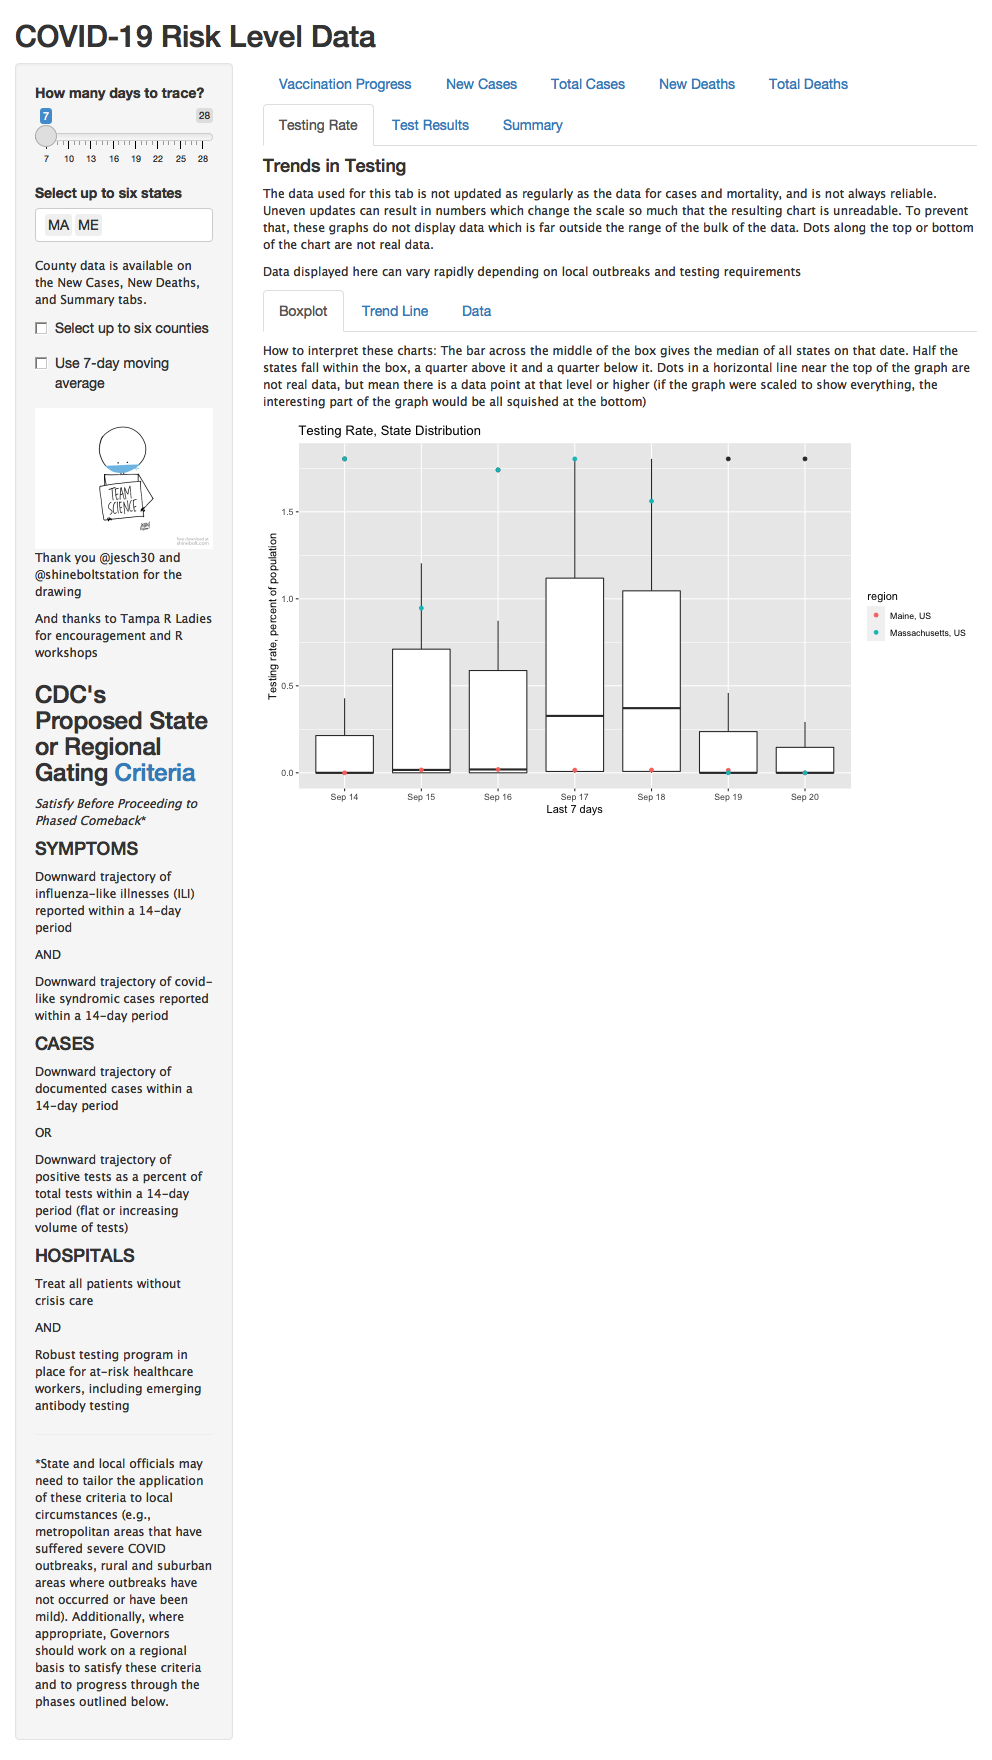 COVID-19 Risk Level Data
How many days to trace?
7
28
7 10 13 16 19 22 25 28
Select up to six states
MA ME
County data is available on
the New Cases, New Deaths,
and Summary tabs.
Select up to six counties
Use 7-day moving
average
TEAM
SCIENCE
Thank you @jesch30 and
@shineboltstation for the
drawing
And thanks to Tampa R Ladies
for encouragement and R
workshops
CDC's
Proposed State
or Regional
Gating Criteria
Satisfy Before Proceeding to
Phased Comeback*
SYMPTOMS
Downward trajectory of
influenza-like illnesses (ILI)
reported within a 14-day
period
AND
Downward trajectory of covid-
like syndromic cases reported
within a 14-day period
CASES
Downward trajectory of
documented cases within a
14-day period
OR
Downward trajectory of
positive tests as a percent of
total tests within a 14-day
period (flat or increasing
volume of tests)
HOSPITALS
Treat all patients without
crisis care
AND
Robust testing program in
place for at-risk healthcare
workers, including emerging
antibody testing
*State and local officials may
need to tailor the application
of these criteria to local
circumstances (e.g.,
metropolitan areas that have
suffered severe COVID
outbreaks, rural and suburban
areas where outbreaks have
not occurred or have been
mild). Additionally, where
appropriate, Governors
should work on a regional
basis to satisfy these criteria
and to progress through the
phases outlined below.
Vaccination Progress New Cases Total Cases New Deaths Total Deaths
Testing Rate Test Results Summary
Trends in Testing
The data used for this tab is not updated as regularly as the data for cases and mortality, and is not always reliable.
Uneven updates can result in numbers which change the scale so much that the resulting chart is unreadable. To prevent
that, these graphs do not display data which is far outside the range of the bulk of the data. Dots along the top or bottom
of the chart are not real data.
Data displayed here can vary rapidly depending on local outbreaks and testing requirements
Boxplot Trend Line Data
How to interpret these charts: The bar across the middle of the box gives the median of all states on that date. Half the
states fall within the box, a quarter above it and a quarter below it. Dots in a horizontal line near the top of the graph are
not real data, but mean there is a data point at that level or higher (if the graph were scaled to show everything, the
interesting part of the graph would be all squished at the bottom)
Testing Rate, State Distribution
Testing rate, percent of population
1.5
1.0
0.5
0.0
Sep 14 Sep 15 Sep 16 Sep 17 Sep 18 Sep 19 Sep 20
Last 7 days
region
Maine, US
Massachusetts, US